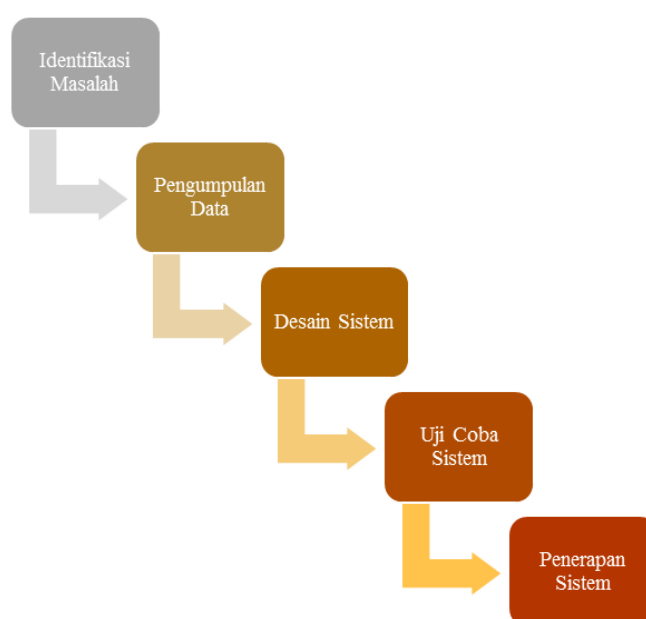 Identifikasi
Masalah
Pengumpulan
Data
Desain Sistem
Uji Coba
Sistem
Penerapan
Sistem